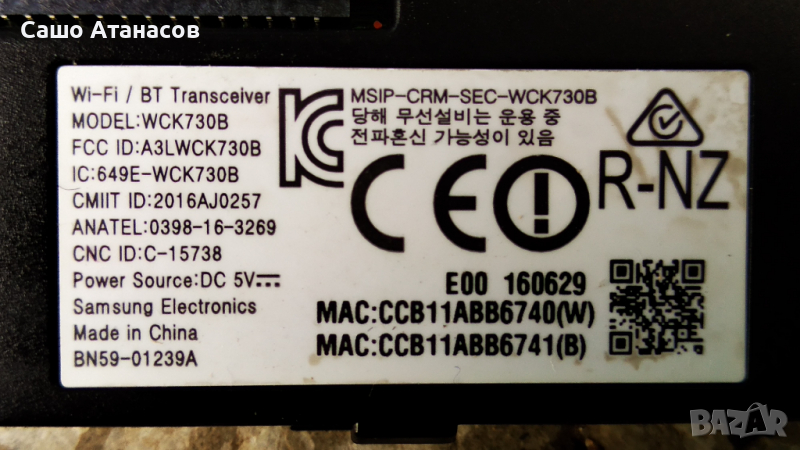 Сашо Атанасов
Wi-Fi / BT Transceiver
MODEL:WCK730B
FCC ID:A3LWCK730B
IC:649E-WCK730B
CMIIT ID:2016AJ0257
ANATEL:0398-16-3269
CNC ID:C-15738
Power Source:DC 5V
Samsung Electronics
Made in China
BN59-01239A
MSIP-CRM-SEC-WCK730B
당해 무선설비는 운용 중
전파혼신 가능성이 있음
CE
R-NZ
E00 160629
MAC:CCB11ABB6740(W)
MAC:CCB11ABB6741(B)
BAZAR